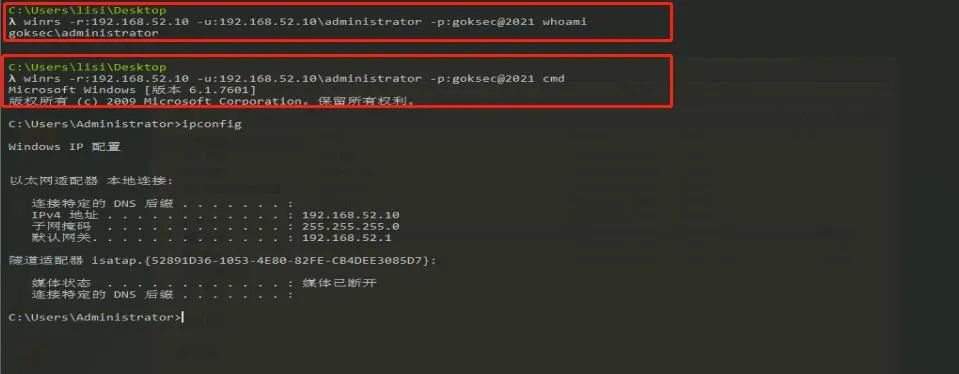 C:\Users\lisi\Desktop
λ winrs -r:192.168.52.10 -u:192.168.52.10\administrator -p:goksec@2021 whoami
goksec\administrator
C:\Users\lisi\Desktop
λ winrs -r:192.168.52.10 -u:192.168.52.10\administrator -p:goksec@2021 cmd
Microsoft Windows [版本 6.1.7601]
版权所有 (c) 2009 Microsoft Corporation。保留所有权利。
C:\Users\Administrator>ipconfig
Windows IP 配置
以太网适配器 本地连接:
连接特定的 DNS 后缀 . . . . . . . :
IPv4 地址 . . . . . . . . . . . . : 192.168.52.10
子网掩码 . . . . . . . . . . . . : 255.255.255.0
默认网关. . . . . . . . . . . . . : 192.168.52.1
隧道适配器 isatap.{52891D36-1053-4E80-82FE-CB4DEE3085D7}:
媒体状态 . . . . . . . . . . . . : 媒体已断开
连接特定的 DNS 后缀 . . . . . . . :
C:\Users\Administrator>